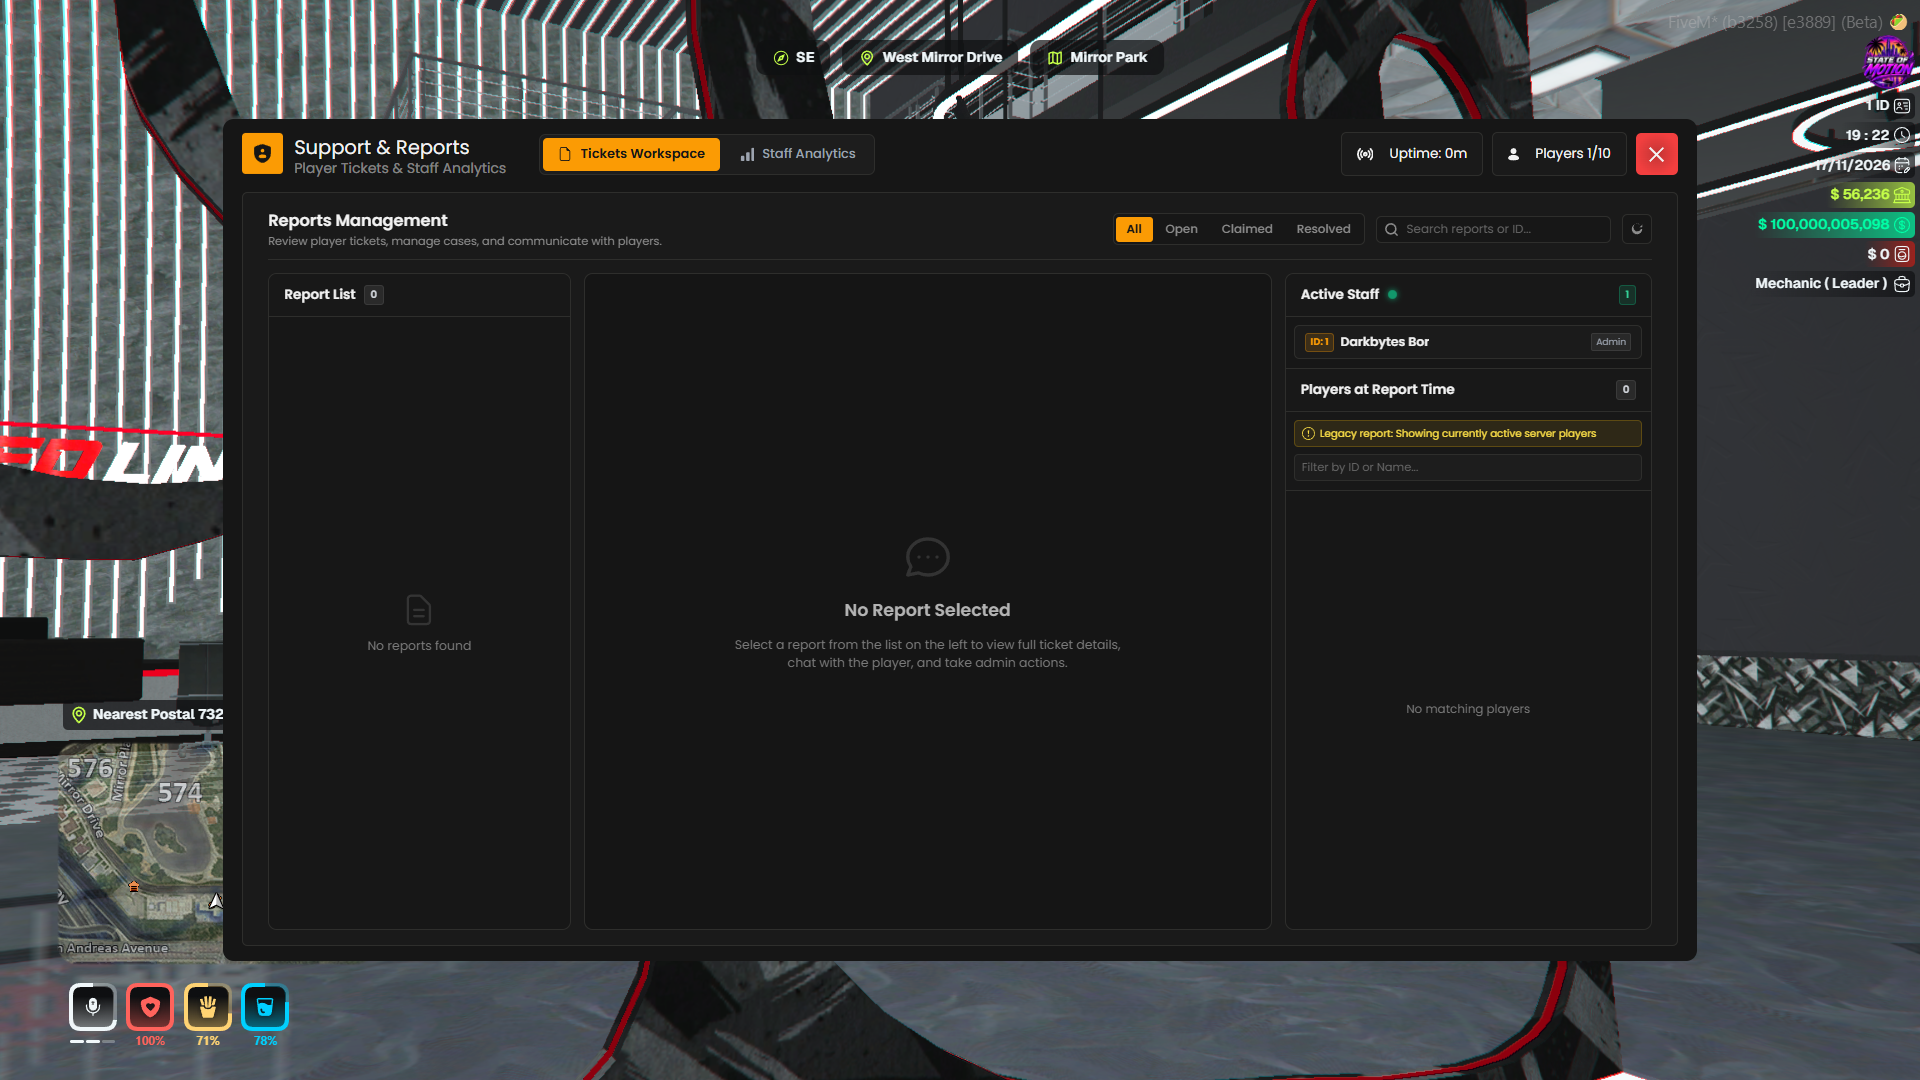 FiveM* (b3258) [e3889] (Beta)
SE
West Mirror Drive
Mirror Park
STATE OF
MOTION
1 ID
19 : 22
17/11/2026
$ 56,236
$ 100,000,005,098
$ 0
Mechanic ( Leader )
Support & Reports
Player Tickets & Staff Analytics
Tickets Workspace
Staff Analytics
Uptime: 0m
Players 1/10
Reports Management
Review player tickets, manage cases, and communicate with players.
All
Open
Claimed
Resolved
Search reports or ID...
Report List 0
No reports found
No Report Selected
Select a report from the list on the left to view full ticket details,
chat with the player, and take admin actions.
Active Staff
1
ID: 1 Darkbytes Bor
Admin
Players at Report Time
0
Legacy report: Showing currently active server players
Filter by ID or Name...
No matching players
Nearest Postal 732
576
574
Mirror Drive
Andreas Avenue
100%
71%
78%